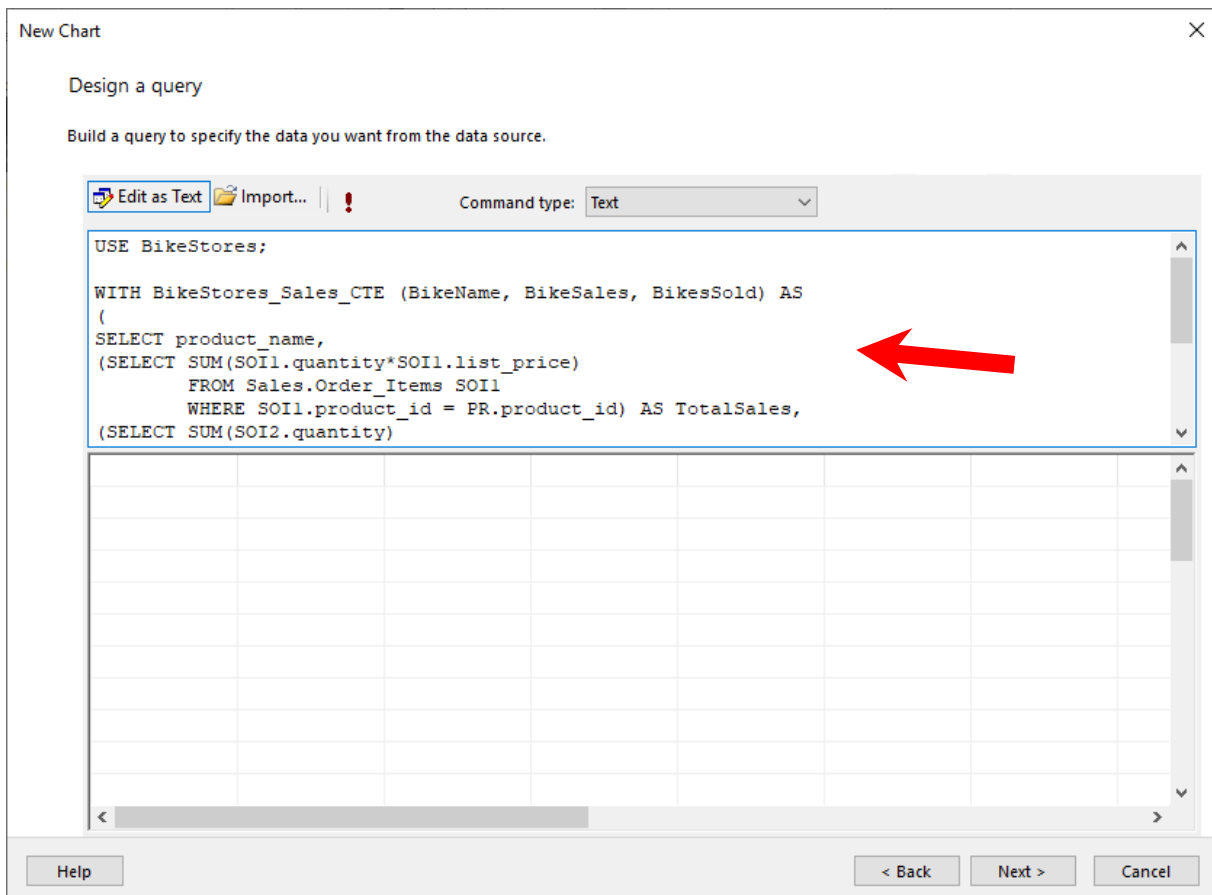 New Chart
Design a query
Build a query to specify the data you want from the data source.
Edit as Text Import... Command type: Text
USE BikeStores;
WITH BikeStores_Sales_CTE (BikeName, BikeSales, BikesSold) AS
(
SELECT product_name,
(SELECT SUM(SOI1.quantity*SOI1.list_price)
FROM Sales.Order_Items SOI1
WHERE SOI1.product_id = PR.product_id) AS TotalSales,
(SELECT SUM(SOI2.quantity)
Help < Back Next > Cancel